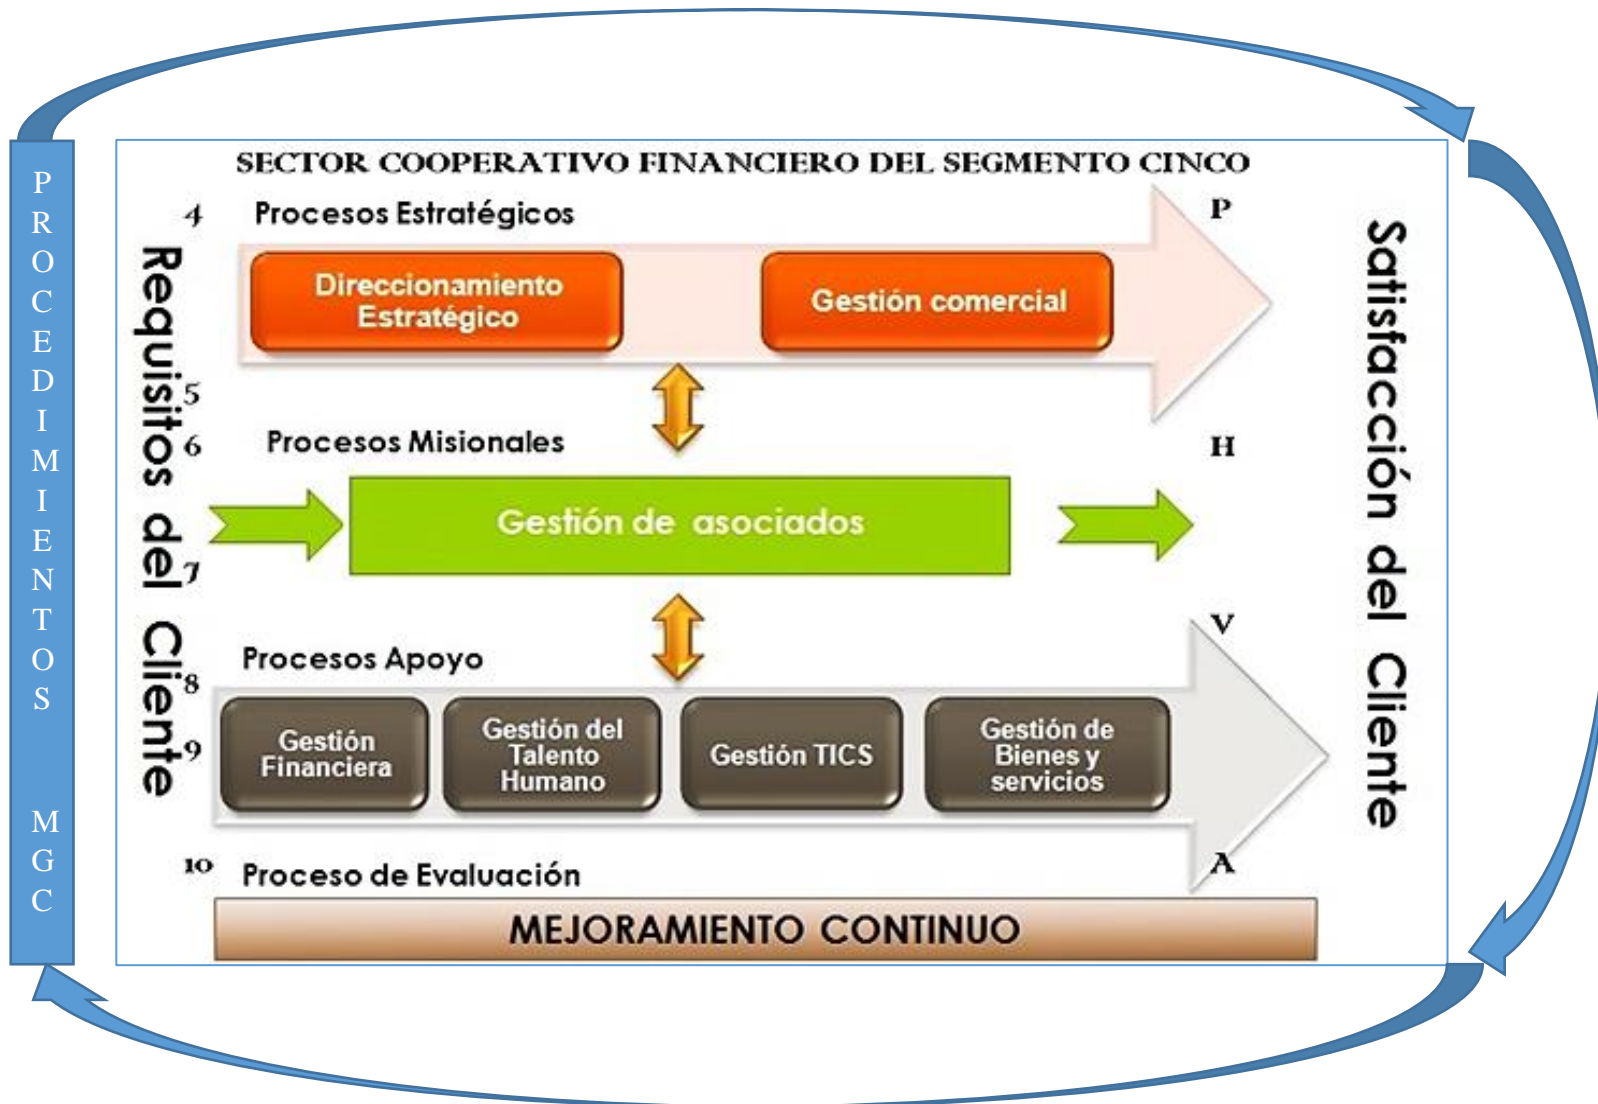 PROCEDIMIENTOS MGC
SECTOR COOPERATIVO FINANCIERO DEL SEGMENTO CINCO
Requisitos del Cliente
4
Procesos Estratégicos
P
Direccionamiento
Estratégico
Gestión comercial
5
6
Procesos Misionales
H
Gestión de asociados
7
Procesos Apoyo
V
8
9
Gestión
Financiera
Gestión del
Talento
Humano
Gestión TICS
Gestión de
Bienes y
servicios
10
Proceso de Evaluación
A
MEJORAMIENTO CONTINUO
Satisfacción del Cliente